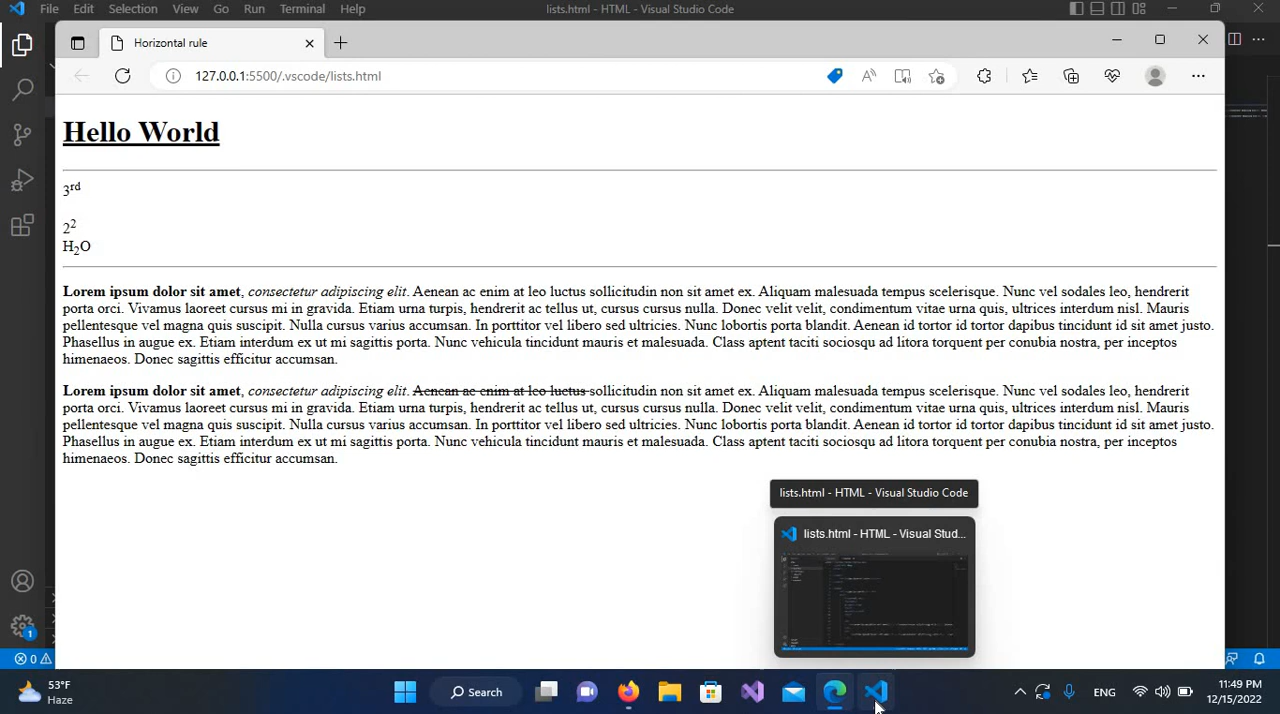 File Edit Selection View Go Run Terminal Help
lists.html - HTML - Visual Studio Code
Horizontal rule
127.0.0.1:5500/.vscode/lists.html
Hello World
3rd
22
H2O
Lorem ipsum dolor sit amet, consectetur adipiscing elit. Aenean ac enim at leo luctus sollicitudin non sit amet ex. Aliquam malesuada tempus scelerisque. Nunc vel sodales leo, hendrerit
porta orci. Vivamus laoreet cursus mi in gravida. Etiam urna turpis, hendrerit ac tellus ut, cursus cursus nulla. Donec velit velit, condimentum vitae urna quis, ultrices interdum nisl. Mauris
pellentesque vel magna quis suscipit. Nulla cursus varius accumsan. In porttitor vel libero sed ultricies. Nunc lobortis porta blandit. Aenean id tortor id tortor dapibus tincidunt id sit amet justo.
Phasellus in augue ex. Etiam interdum ex ut mi sagittis porta. Nunc vehicula tincidunt mauris et malesuada. Class aptent taciti sociosqu ad litora torquent per conubia nostra, per inceptos
himenaeos. Donec sagittis efficitur accumsan.
Lorem ipsum dolor sit amet, consectetur adipiscing elit. Aenean ac enim at leo luctus sollicitudin non sit amet ex. Aliquam malesuada tempus scelerisque. Nunc vel sodales leo, hendrerit
porta orci. Vivamus laoreet cursus mi in gravida. Etiam urna turpis, hendrerit ac tellus ut, cursus cursus nulla. Donec velit velit, condimentum vitae urna quis, ultrices interdum nisl. Mauris
pellentesque vel magna quis suscipit. Nulla cursus varius accumsan. In porttitor vel libero sed ultricies. Nunc lobortis porta blandit. Aenean id tortor id tortor dapibus tincidunt id sit amet justo.
Phasellus in augue ex. Etiam interdum ex ut mi sagittis porta. Nunc vehicula tincidunt mauris et malesuada. Class aptent taciti sociosqu ad litora torquent per conubia nostra, per inceptos
himenaeos. Donec sagittis efficitur accumsan.
lists.html - HTML - Visual Studio Code
lists.html - HTML - Visual Stud...
1
0
53°F
Haze
Search
ENG
11:49 PM
12/15/2022